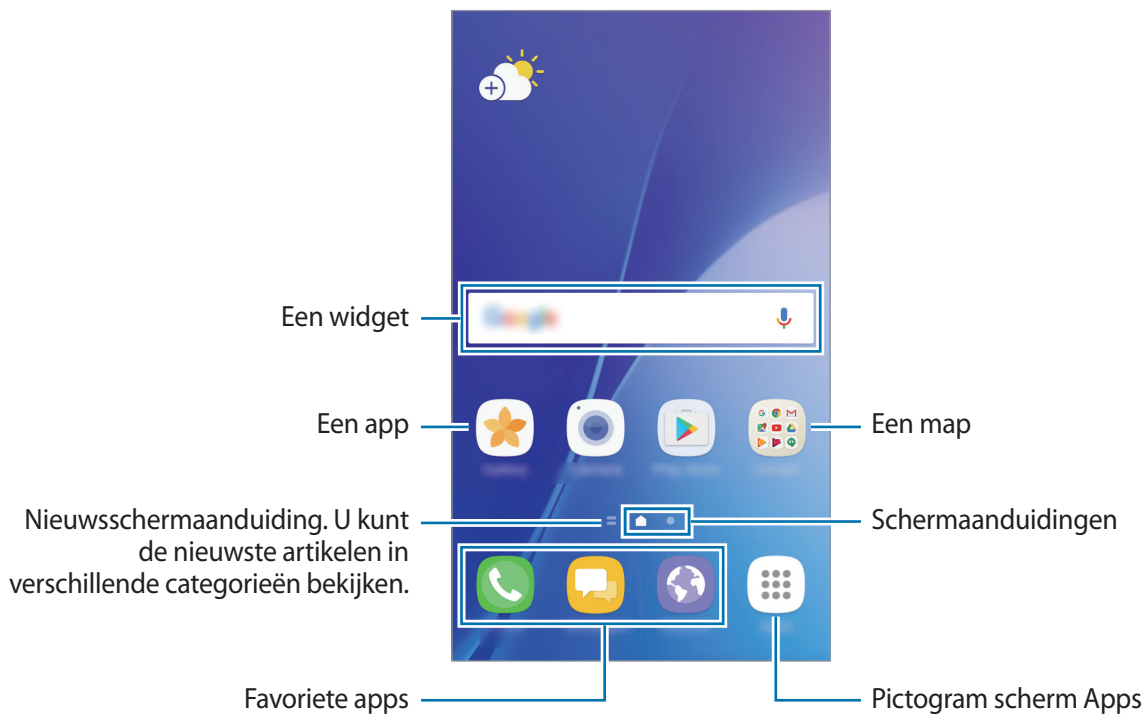 Een widget
Een app
Een map
Nieuwsschermaanduiding. U kunt
de nieuwste artikelen in
verschillende categorieën bekijken.
Schermaanduidingen
Favoriete apps
Pictogram scherm Apps